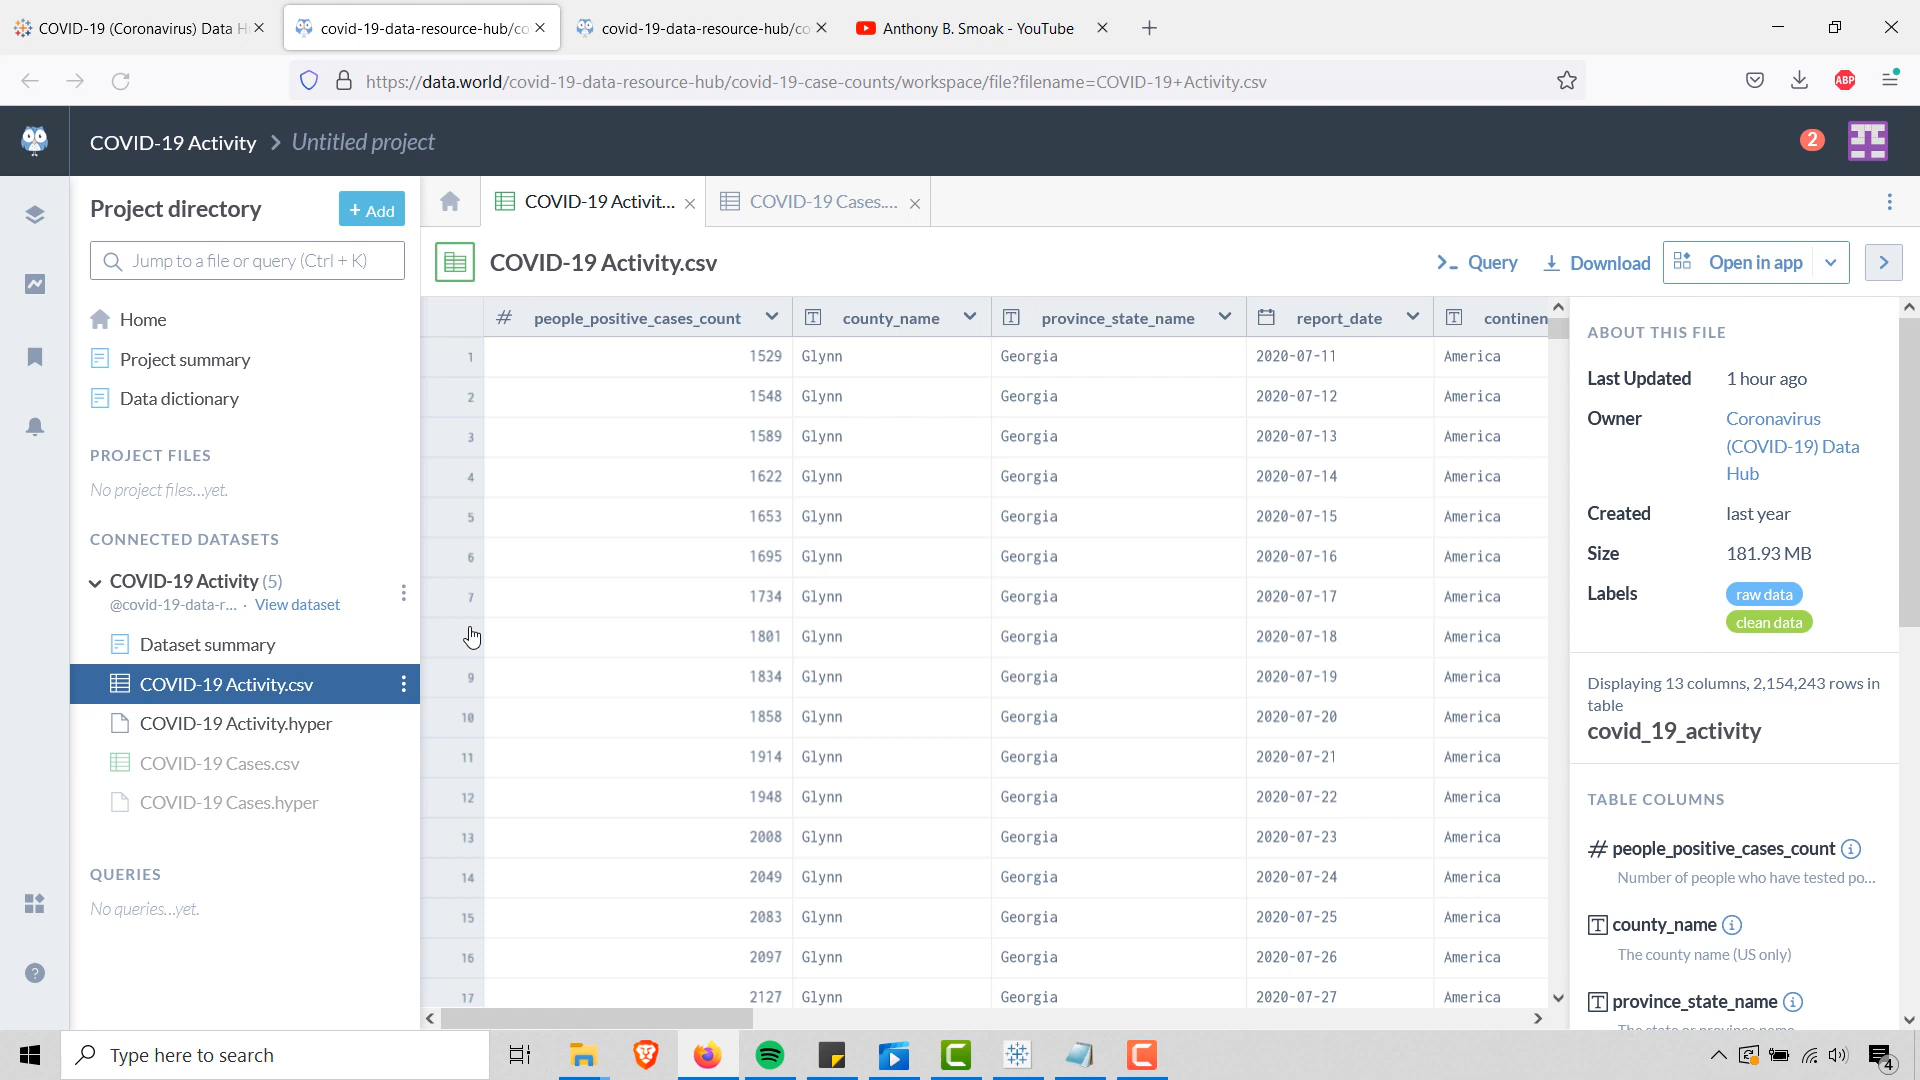 COVID-19 (Coronavirus) Data H
covid-19-data-resource-hub/co
covid-19-data-resource-hub/co
Anthony B. Smoak - YouTube
https://data.world/covid-19-data-resource-hub/covid-19-case-counts/workspace/file?filename=COVID-19+Activity.csv
ABP
COVID-19 Activity > Untitled project
2
Project directory
+ Add
Jump to a file or query (Ctrl + K)
Home
Project summary
Data dictionary
PROJECT FILES
No project files...yet.
CONNECTED DATASETS
COVID-19 Activity (5)
@covid-19-data-r... · View dataset
Dataset summary
COVID-19 Activity.csv
COVID-19 Activity.hyper
COVID-19 Cases.csv
COVID-19 Cases.hyper
QUERIES
No queries...yet.
COVID-19 Activit...
COVID-19 Cases....
COVID-19 Activity.csv
Query
Download
Open in app
# people_positive_cases_count T county_name T province_state_name report_date T continen
1 1529 Glynn Georgia 2020-07-11 America
2 1548 Glynn Georgia 2020-07-12 America
3 1589 Glynn Georgia 2020-07-13 America
4 1622 Glynn Georgia 2020-07-14 America
5 1653 Glynn Georgia 2020-07-15 America
6 1695 Glynn Georgia 2020-07-16 America
7 1734 Glynn Georgia 2020-07-17 America
1801 Glynn Georgia 2020-07-18 America
9 1834 Glynn Georgia 2020-07-19 America
10 1858 Glynn Georgia 2020-07-20 America
11 1914 Glynn Georgia 2020-07-21 America
12 1948 Glynn Georgia 2020-07-22 America
13 2008 Glynn Georgia 2020-07-23 America
14 2049 Glynn Georgia 2020-07-24 America
15 2083 Glynn Georgia 2020-07-25 America
16 2097 Glynn Georgia 2020-07-26 America
17 2127 Glynn Georgia 2020-07-27 America
ABOUT THIS FILE
Last Updated 1 hour ago
Owner Coronavirus
(COVID-19) Data
Hub
Created last year
Size 181.93 MB
Labels raw data
clean data
Displaying 13 columns, 2,154,243 rows in
table
covid_19_activity
TABLE COLUMNS
# people_positive_cases_count
Number of people who have tested po...
T county_name
The county name (US only)
T province_state_name
Type here to search
4